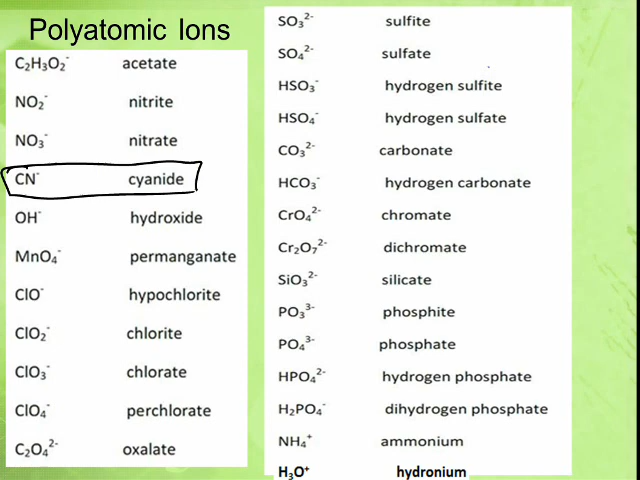 Polyatomic Ions
C₂H₃O₂⁻ acetate
NO₂⁻ nitrite
NO₃⁻ nitrate
CN⁻ cyanide
OH⁻ hydroxide
MnO₄⁻ permanganate
ClO⁻ hypochlorite
ClO₂⁻ chlorite
ClO₃⁻ chlorate
ClO₄⁻ perchlorate
C₂O₄²⁻ oxalate
SO₃²⁻ sulfite
SO₄²⁻ sulfate
HSO₃⁻ hydrogen sulfite
HSO₄⁻ hydrogen sulfate
CO₃²⁻ carbonate
HCO₃⁻ hydrogen carbonate
CrO₄²⁻ chromate
Cr₂O₇²⁻ dichromate
SiO₃²⁻ silicate
PO₃³⁻ phosphite
PO₄³⁻ phosphate
HPO₄²⁻ hydrogen phosphate
H₂PO₄⁻ dihydrogen phosphate
NH₄⁺ ammonium
H₃O⁺ hydronium